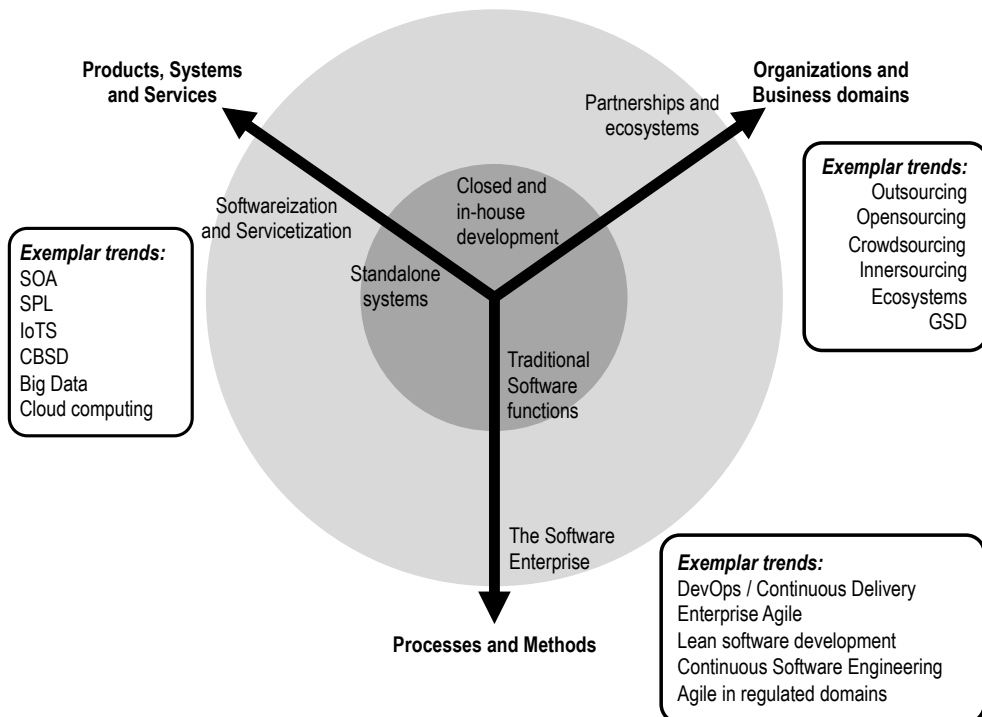 Products, Systems
and Services
Organizations and
Business domains
Partnerships and
ecosystems
Closed and
in-house
development
Softwareization
and Servicetization
Standalone
systems
Exemplar trends:
Outsourcing
Opensourcing
Crowdsourcing
Innersourcing
Ecosystems
GSD
Exemplar trends:
SOA
SPL
IoTS
CBSD
Big Data
Cloud computing
Traditional
Software
functions
The Software
Enterprise
Processes and Methods
Exemplar trends:
DevOps / Continuous Delivery
Enterprise Agile
Lean software development
Continuous Software Engineering
Agile in regulated domains